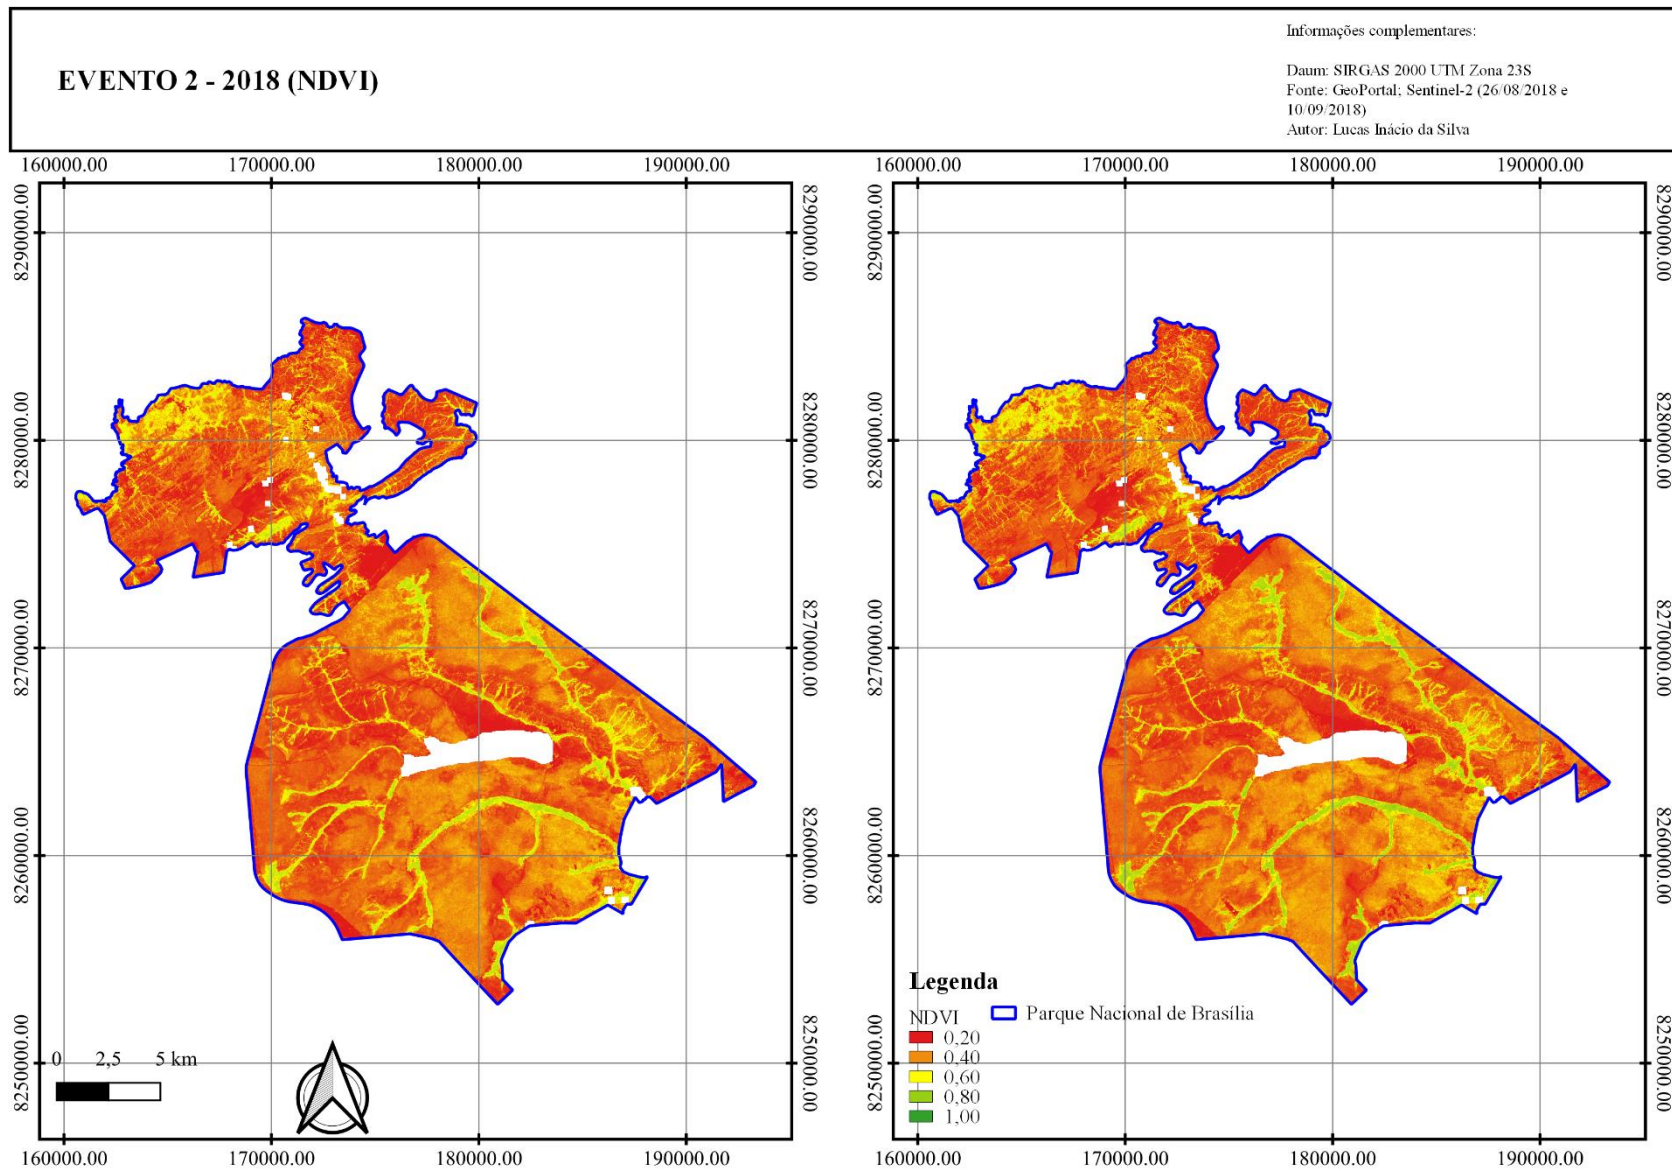 EVENTO 2 - 2018 (NDVI)
Informações complementares:
Daum: SIRGAS 2000 UTM Zona 23S
Fonte: GeoPortal; Sentinel-2 (26/08/2018 e
10/09/2018)
Autor: Lucas Inácio da Silva
160000.00 170000.00 180000.00 190000.00
160000.00 170000.00 180000.00 190000.00
8290000.00 8290000.00 8290000.00 8290000.00
8280000.00 8280000.00 8280000.00 8280000.00
8270000.00 8270000.00 8270000.00 8270000.00
8260000.00 8260000.00 8260000.00 8260000.00
8250000.00 8250000.00 8250000.00 8250000.00
0 2,5 5 km
Legenda
NDVI
Parque Nacional de Brasília
0,20
0,40
0,60
0,80
1,00
160000.00 170000.00 180000.00 190000.00
160000.00 170000.00 180000.00 190000.00